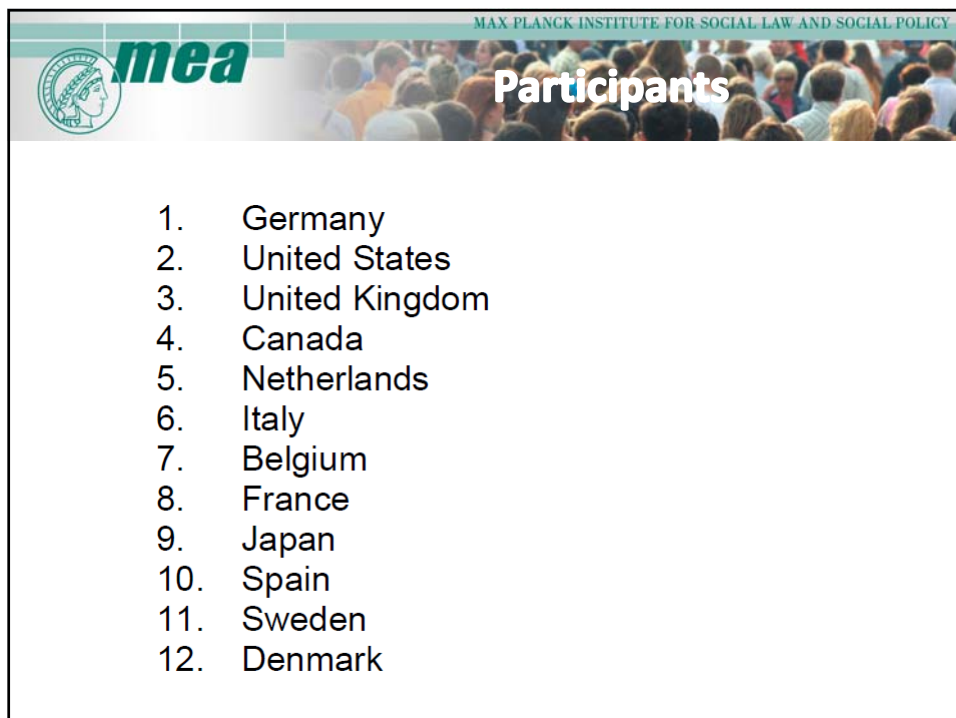 MAX PLANCK INSTITUTE FOR SOCIAL LAW AND SOCIAL POLICY
mea
Participants
1. Germany
2. United States
3. United Kingdom
4. Canada
5. Netherlands
6. Italy
7. Belgium
8. France
9. Japan
10. Spain
11. Sweden
12. Denmark